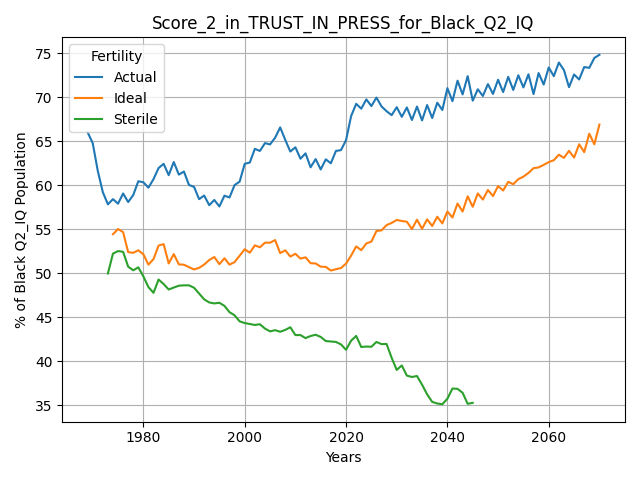 Score_2_in_TRUST_IN_PRESS_for_Black_Q2_IQ
Fertility
Actual
Ideal
Sterile
% of Black Q2_IQ Population
75
70
65
60
55
50
45
40
35
1980
2000
2020
2040
2060
Years